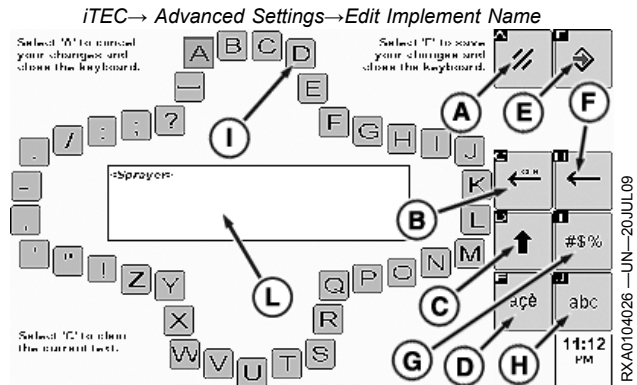 iTEC→ Advanced Settings→Edit Implement Name
Select 'A' to cancel
your changes and
close the keyboard.
Select 'E' to save
your changes and
close the keyboard.
A B C D E F G H I J K L M N O P Q R S T U V W X Y Z ! " ' , - . / : ; ? _
<Sprayer>
Select 'C' to clear
the current text.
A
E
F
I
B
C
L
G
D
H
#$%
áçè
abc
11:12
PM
RXA0104026 —UN—20JUL09